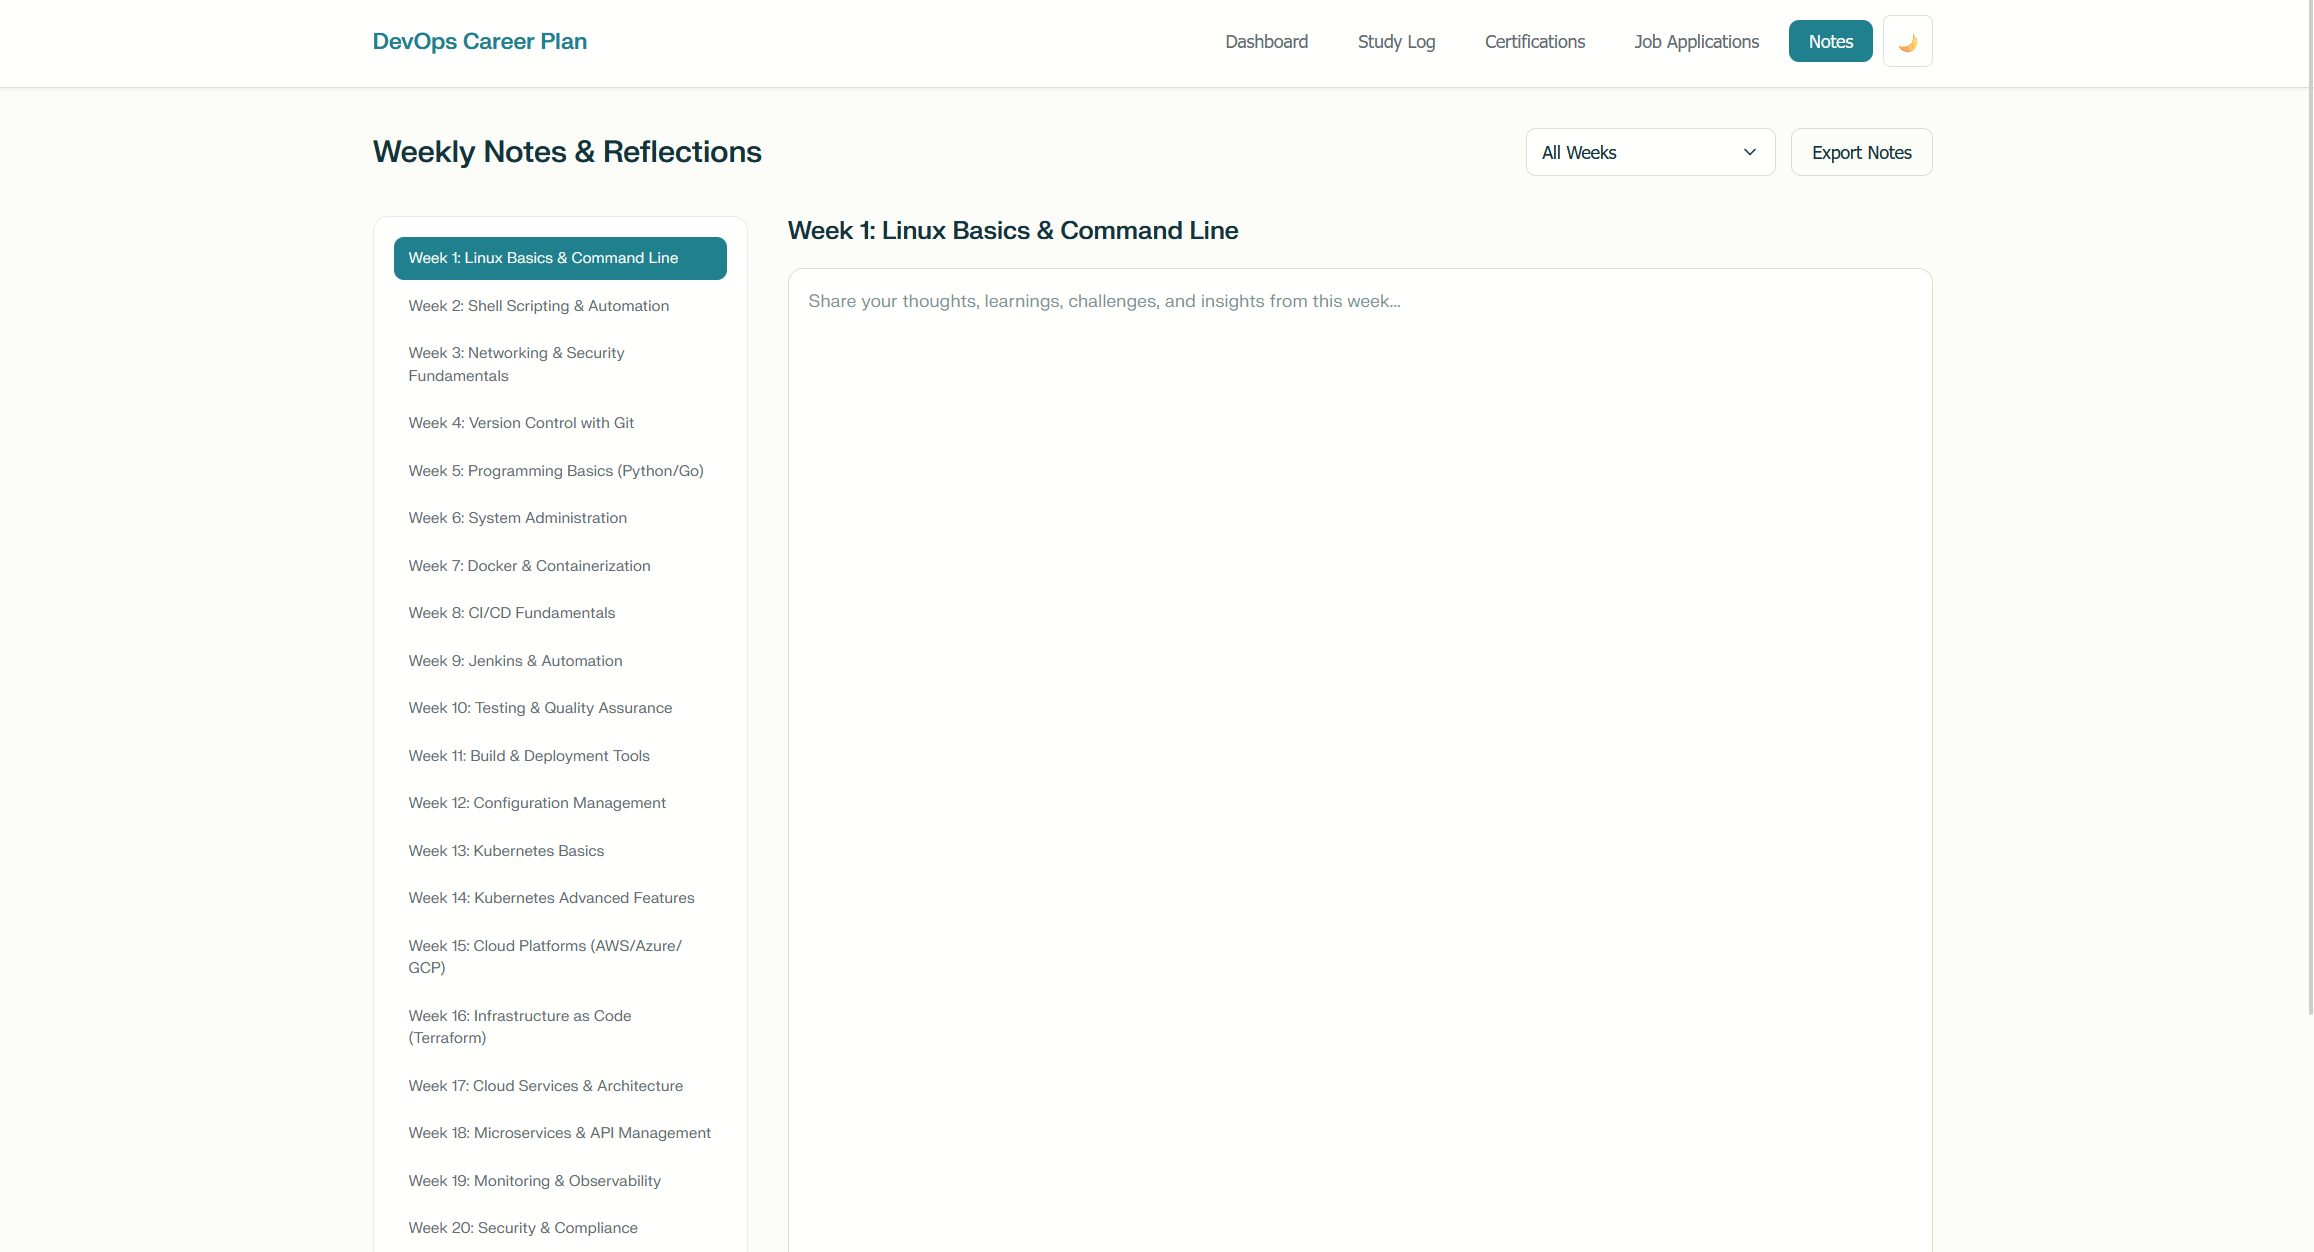 DevOps Career Plan
Dashboard
Study Log
Certifications
Job Applications
Notes
Weekly Notes & Reflections
All Weeks
Export Notes
Week 1: Linux Basics & Command Line
Week 2: Shell Scripting & Automation
Week 3: Networking & Security
Fundamentals
Week 4: Version Control with Git
Week 5: Programming Basics (Python/Go)
Week 6: System Administration
Week 7: Docker & Containerization
Week 8: CI/CD Fundamentals
Week 9: Jenkins & Automation
Week 10: Testing & Quality Assurance
Week 11: Build & Deployment Tools
Week 12: Configuration Management
Week 13: Kubernetes Basics
Week 14: Kubernetes Advanced Features
Week 15: Cloud Platforms (AWS/Azure/
GCP)
Week 16: Infrastructure as Code
(Terraform)
Week 17: Cloud Services & Architecture
Week 18: Microservices & API Management
Week 19: Monitoring & Observability
Week 20: Security & Compliance
Week 1: Linux Basics & Command Line
Share your thoughts, learnings, challenges, and insights from this week...